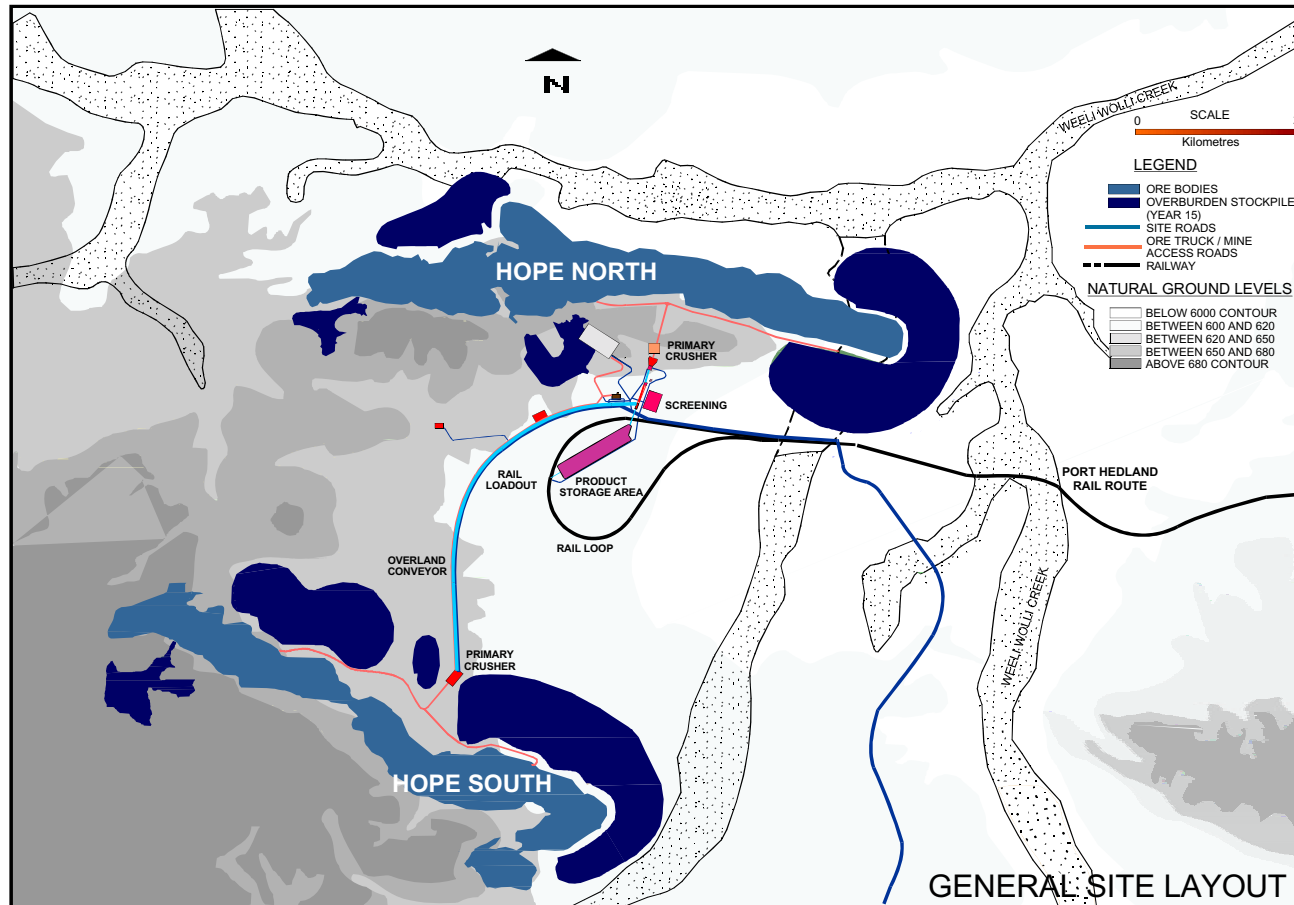 N
WEELI WOLLI CREEK
SCALE
0
Kilometres
LEGEND
ORE BODIES
OVERBURDEN STOCKPILE
(YEAR 15)
SITE ROADS
ORE TRUCK / MINE
ACCESS ROADS
RAILWAY
NATURAL GROUND LEVELS
BELOW 6000 CONTOUR
BETWEEN 600 AND 620
BETWEEN 620 AND 650
BETWEEN 650 AND 680
ABOVE 680 CONTOUR
HOPE NORTH
PRIMARY
CRUSHER
SCREENING
RAIL
LOADOUT
PRODUCT
STORAGE AREA
PORT HEDLAND
RAIL ROUTE
RAIL LOOP
OVERLAND
CONVEYOR
WEELI WOLLI CREEK
PRIMARY
CRUSHER
HOPE SOUTH
GENERAL SITE LAYOUT